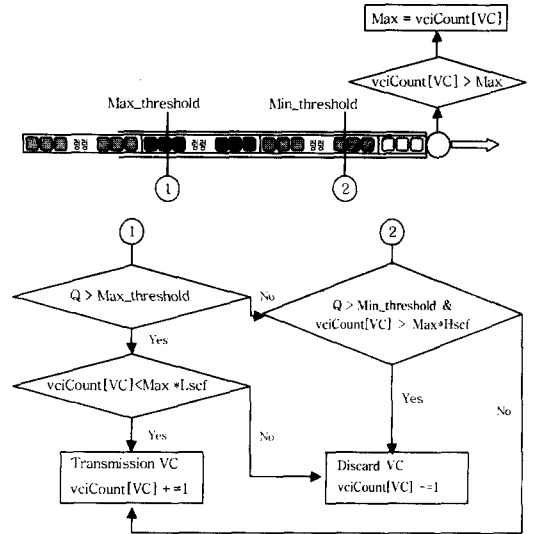 Max = vciCount[VC]
vciCount[VC] > Max
Max_threshold
Min_threshold
1
2
1
2
Q > Max_threshold
No
Q > Min_threshold &
vciCount[VC] > Max*Hscf
Yes
vciCount[VC]<Max *Lscf
Yes
No
Yes
No
Transmission VC
vciCount[VC] +=1
Discard VC
vciCount[VC] -=1